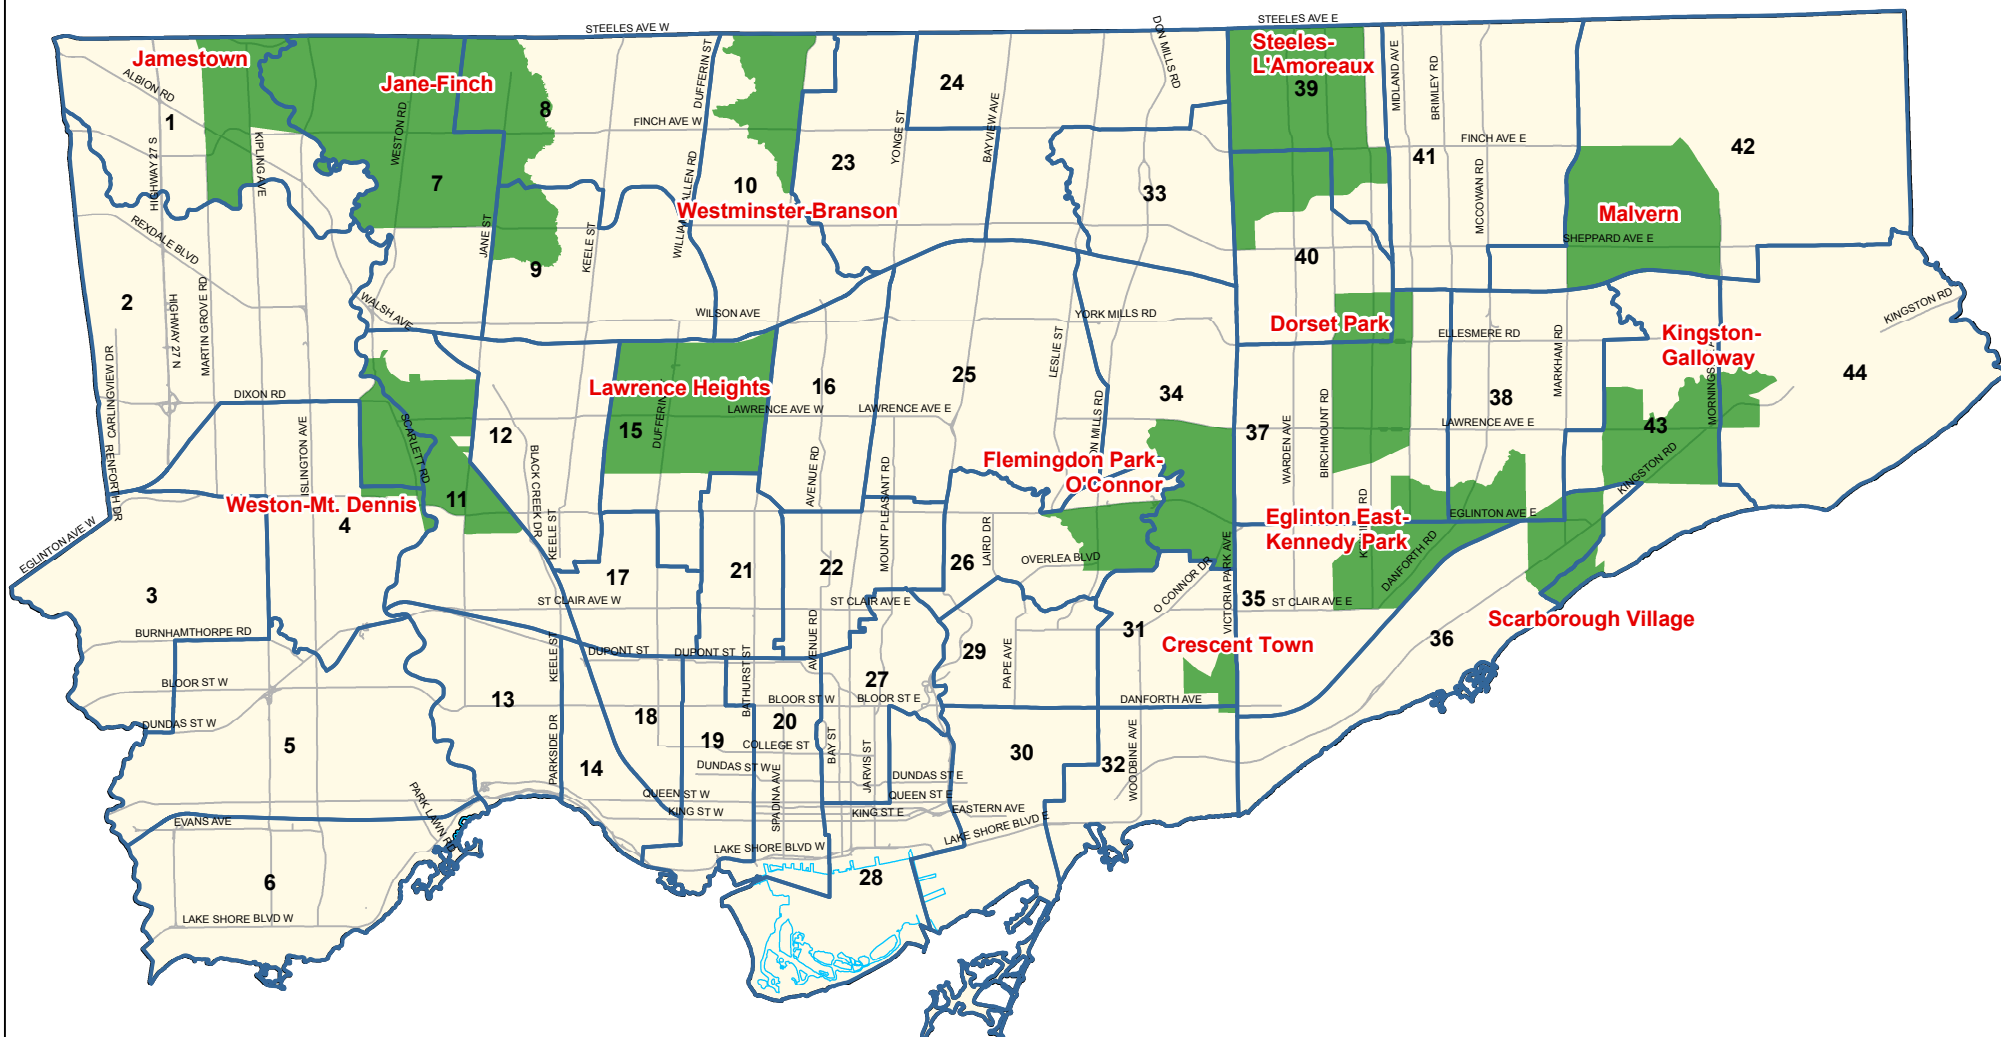 STEELES AVE W
STEELES AVE E
Jamestown
Jane-Finch
Steeles-
L'Amoreaux
ALBION RD
HIGHWAY 27 S
KIPLING AVE
WESTON RD
DUFFERIN ST
FINCH AVE W
YONGE ST
BAYVIEW AVE
DON MILLS RD
MIDLAND AVE
BRIMLEY RD
FINCH AVE E
MCCOWAN RD
1
7
8
10
23
24
33
39
41
42
Westminster-Branson
Malvern
SHEPPARD AVE E
REXDALE BLVD
JANE ST
KEELE ST
ALLEN RD
9
40
2
HIGHWAY 27 N
MARTIN GROVE RD
CARLINGVIEW DR
RENFORTH DR
WALSH AVE
WILSON AVE
YORK MILLS RD
LESLIE ST
Dorset Park
ELLESMERE RD
MARKHAM RD
Kingston-
Galloway
KINGSTON RD
DIXON RD
ISLINGTON AVE
SCARLETT RD
Lawrence Heights
LAWRENCE AVE W
LAWRENCE AVE E
12
15
16
25
34
37
38
43
44
BLACK CREEK DR
AVENUE RD
MOUNT PLEASANT RD
WARDEN AVE
BIRCHMOUNT RD
LAWRENCE AVE E
KINGSTON RD
Flemingdon Park-
O'Connor
Weston-Mt. Dennis
11
4
EGLINTON AVE W
KEELE ST
LAIRD DR
OVERLEA BLVD
Eglinton East-
Kennedy Park
EGLINTON AVE E
DANFORTH RD
VICTORIA PARK AVE
O CONNOR DR
3
17
21
22
26
35
36
ST CLAIR AVE W
ST CLAIR AVE E
ST CLAIR AVE E
Scarborough Village
BURNHAMTHORPE RD
KEELE ST
DUPONT ST
DUPONT ST
AVENUE RD
BATHURST ST
PAPE AVE
29
31
Crescent Town
BLOOR ST W
BLOOR ST W
BLOOR ST E
DANFORTH AVE
13
18
27
DUNDAS ST W
5
PARKSIDE DR
14
19
20
COLLEGE ST
DUNDAS ST W
SPADINA AVE
BAY ST
JARVIS ST
DUNDAS ST E
30
32
WOODBINE AVE
QUEEN ST W
QUEEN ST E
KING ST W
KING ST E
EASTERN AVE
LAKE SHORE BLVD E
LAKE SHORE BLVD W
PARK LAWN RD
EVANS AVE
6
28
LAKE SHORE BLVD W